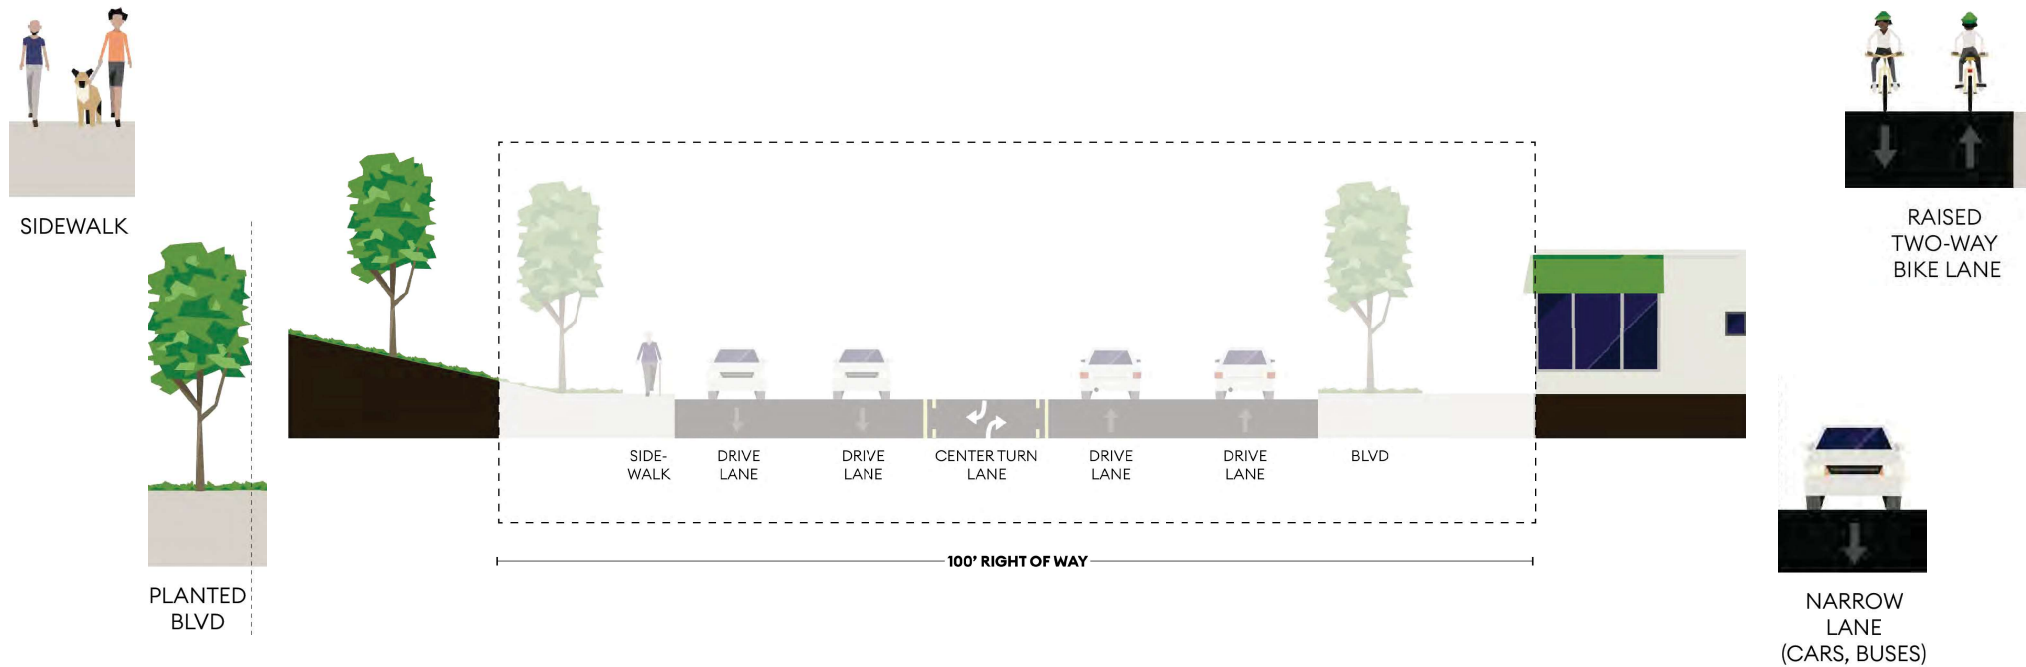 SIDEWALK
PLANTED
BLVD
SIDE-
WALK
DRIVE
LANE
DRIVE
LANE
CENTER TURN
LANE
DRIVE
LANE
DRIVE
LANE
BLVD
100' RIGHT OF WAY
RAISED
TWO-WAY
BIKE LANE
NARROW
LANE
(CARS, BUSES)